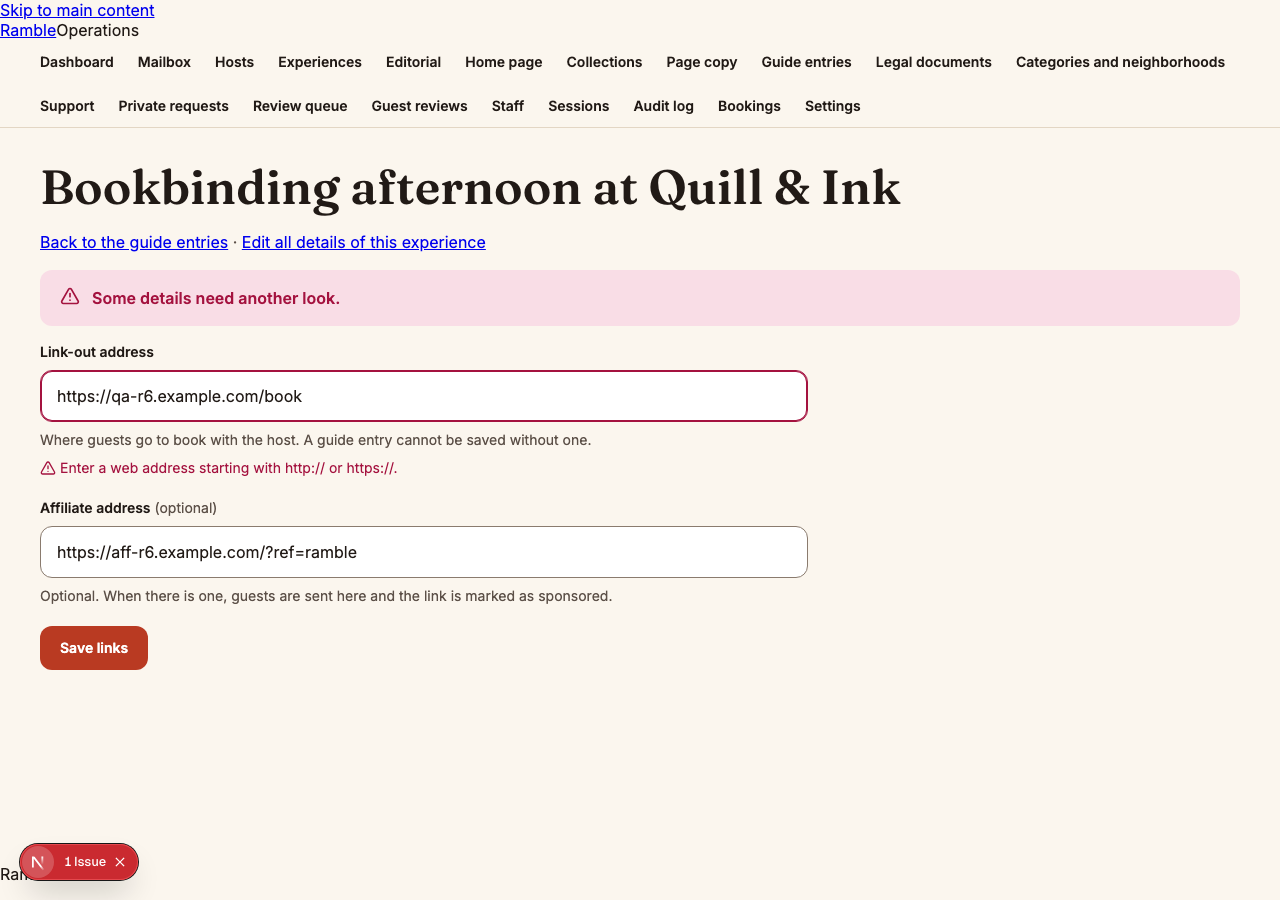 Skip to main content
RambleOperations
Dashboard Mailbox Hosts Experiences Editorial Home page Collections Page copy Guide entries Legal documents Categories and neighborhoods
Support Private requests Review queue Guest reviews Staff Sessions Audit log Bookings Settings
Bookbinding afternoon at Quill & Ink
Back to the guide entries · Edit all details of this experience
Some details need another look.
Link-out address
https://qa-r6.example.com/book
Where guests go to book with the host. A guide entry cannot be saved without one.
Enter a web address starting with http:// or https://.
Affiliate address (optional)
https://aff-r6.example.com/?ref=ramble
Optional. When there is one, guests are sent here and the link is marked as sponsored.
Save links
N 1 Issue